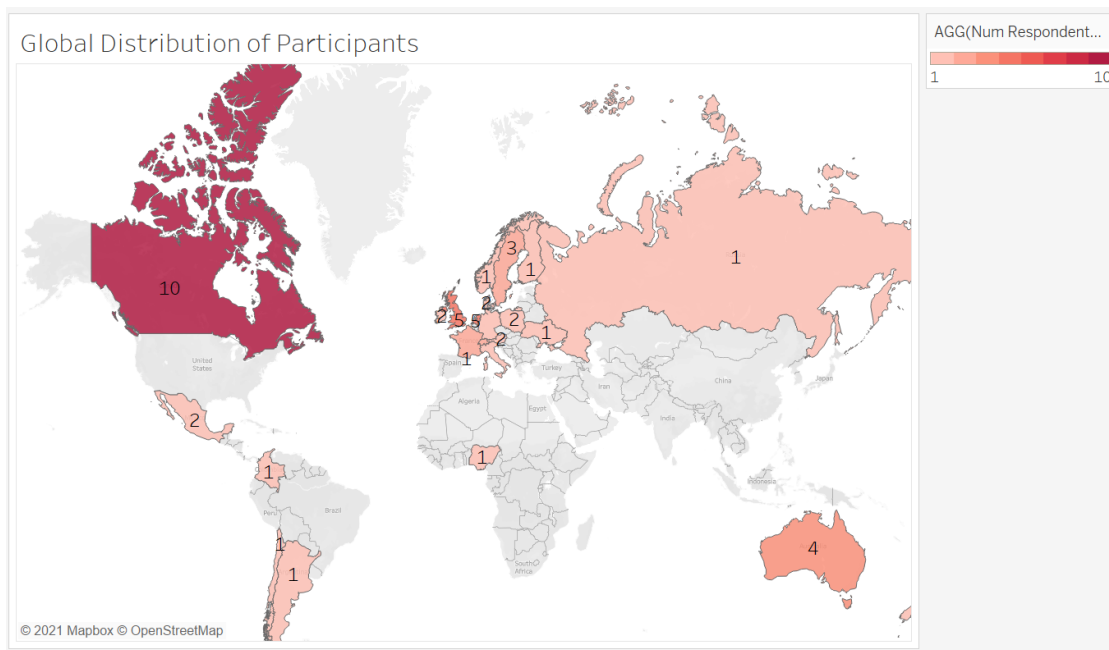 Global Distribution of Participants
AGG(Num Respondent...
1
10
10
3
1
1
1
2
2
5
5
2
1
2
1
United
States
Spain
Turkey
Iran
China
Japan
Algeria
Egypt
India
2
1
1
Indonesia
Peru
Brazil
1
1
South
Africa
4
© 2021 Mapbox © OpenStreetMap